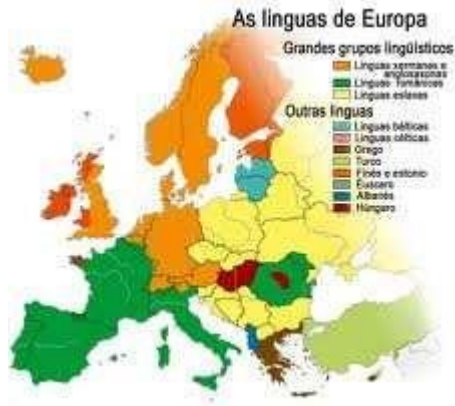 As linguas de Europa
Grandes grupos lingüísticos
Linguas xermanas e
anglosaxonas
Linguas románicas
Linguas eslavas
Outras linguas
Linguas bálticas
Linguas célticas
Grego
Turco
Finés e estonio
Éuscaro
Albanés
Húngaro